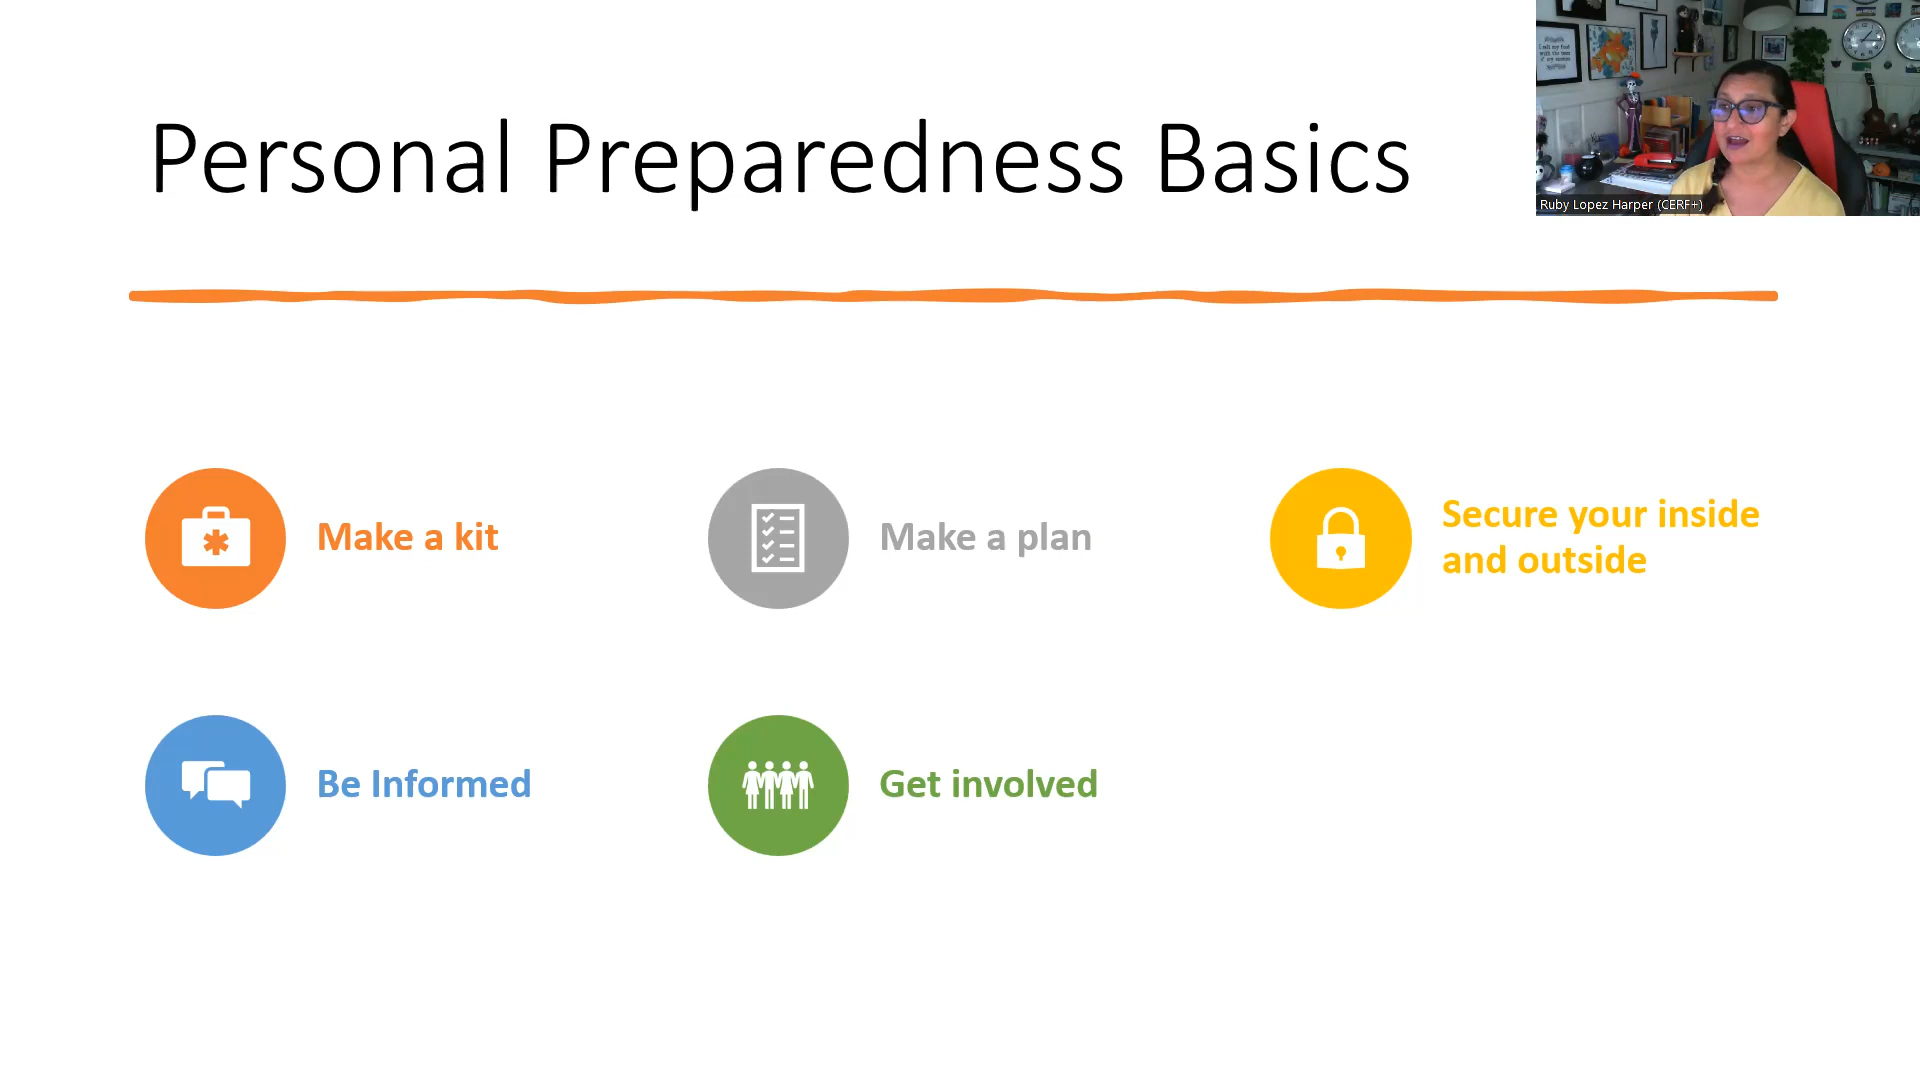 Personal Preparedness Basics
Ruby Lopez Harper (CERF+)
Make a kit
Make a plan
Secure your inside
and outside
Be Informed
Get involved